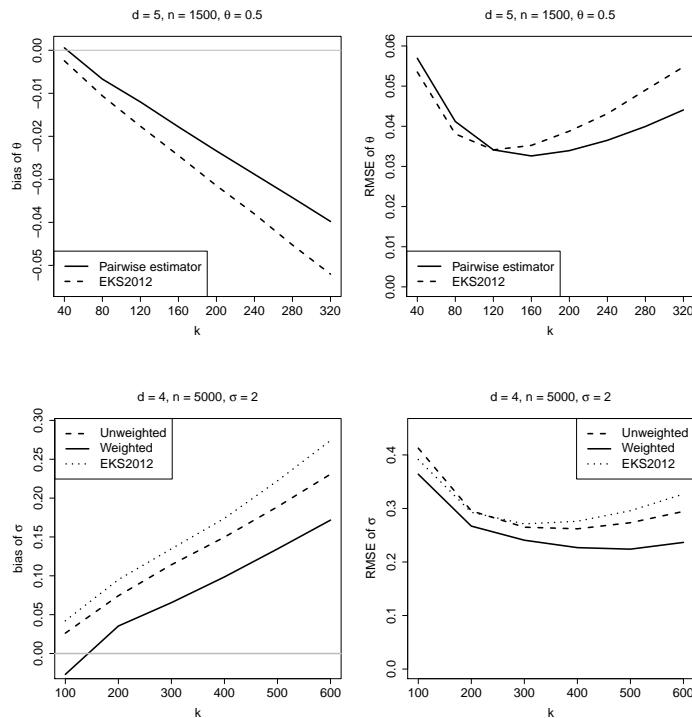 d = 5, n = 1500, θ = 0.5
bias of θ
0.00
−0.01
−0.02
−0.03
−0.04
−0.05
Pairwise estimator
EKS2012
40 80 120 160 200 240 280 320
k
d = 5, n = 1500, θ = 0.5
RMSE of θ
0.06
0.05
0.04
0.03
0.02
0.01
0.00
Pairwise estimator
EKS2012
40 80 120 160 200 240 280 320
k
d = 4, n = 5000, σ = 2
bias of σ
0.30
0.25
0.20
0.15
0.10
0.05
0.00
Unweighted
Weighted
EKS2012
100 200 300 400 500 600
k
d = 4, n = 5000, σ = 2
RMSE of σ
0.4
0.3
0.2
0.1
0.0
Unweighted
Weighted
EKS2012
100 200 300 400 500 600
k